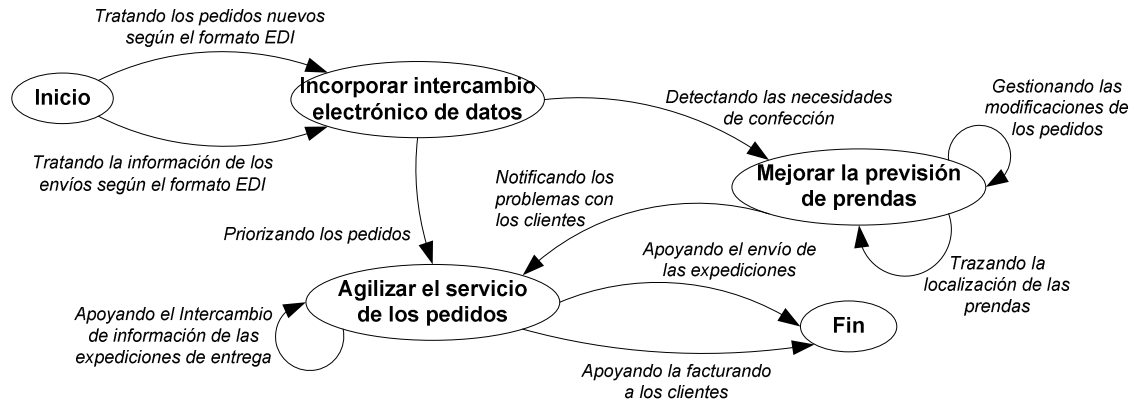 Tratando los pedidos nuevos
según el formato EDI
Inicio
Incorporar intercambio
electrónico de datos
Tratando la información de los
envíos según el formato EDI
Detectando las necesidades
de confección
Gestionando las
modificaciones de
los pedidos
Mejorar la previsión
de prendas
Notificando los
problemas con
los clientes
Priorizando los pedidos
Apoyando el envío de
las expediciones
Trazando la
localización de las
prendas
Agilizar el servicio
de los pedidos
Apoyando el Intercambio
de información de las
expediciones de entrega
Fin
Apoyando la facturando
a los clientes